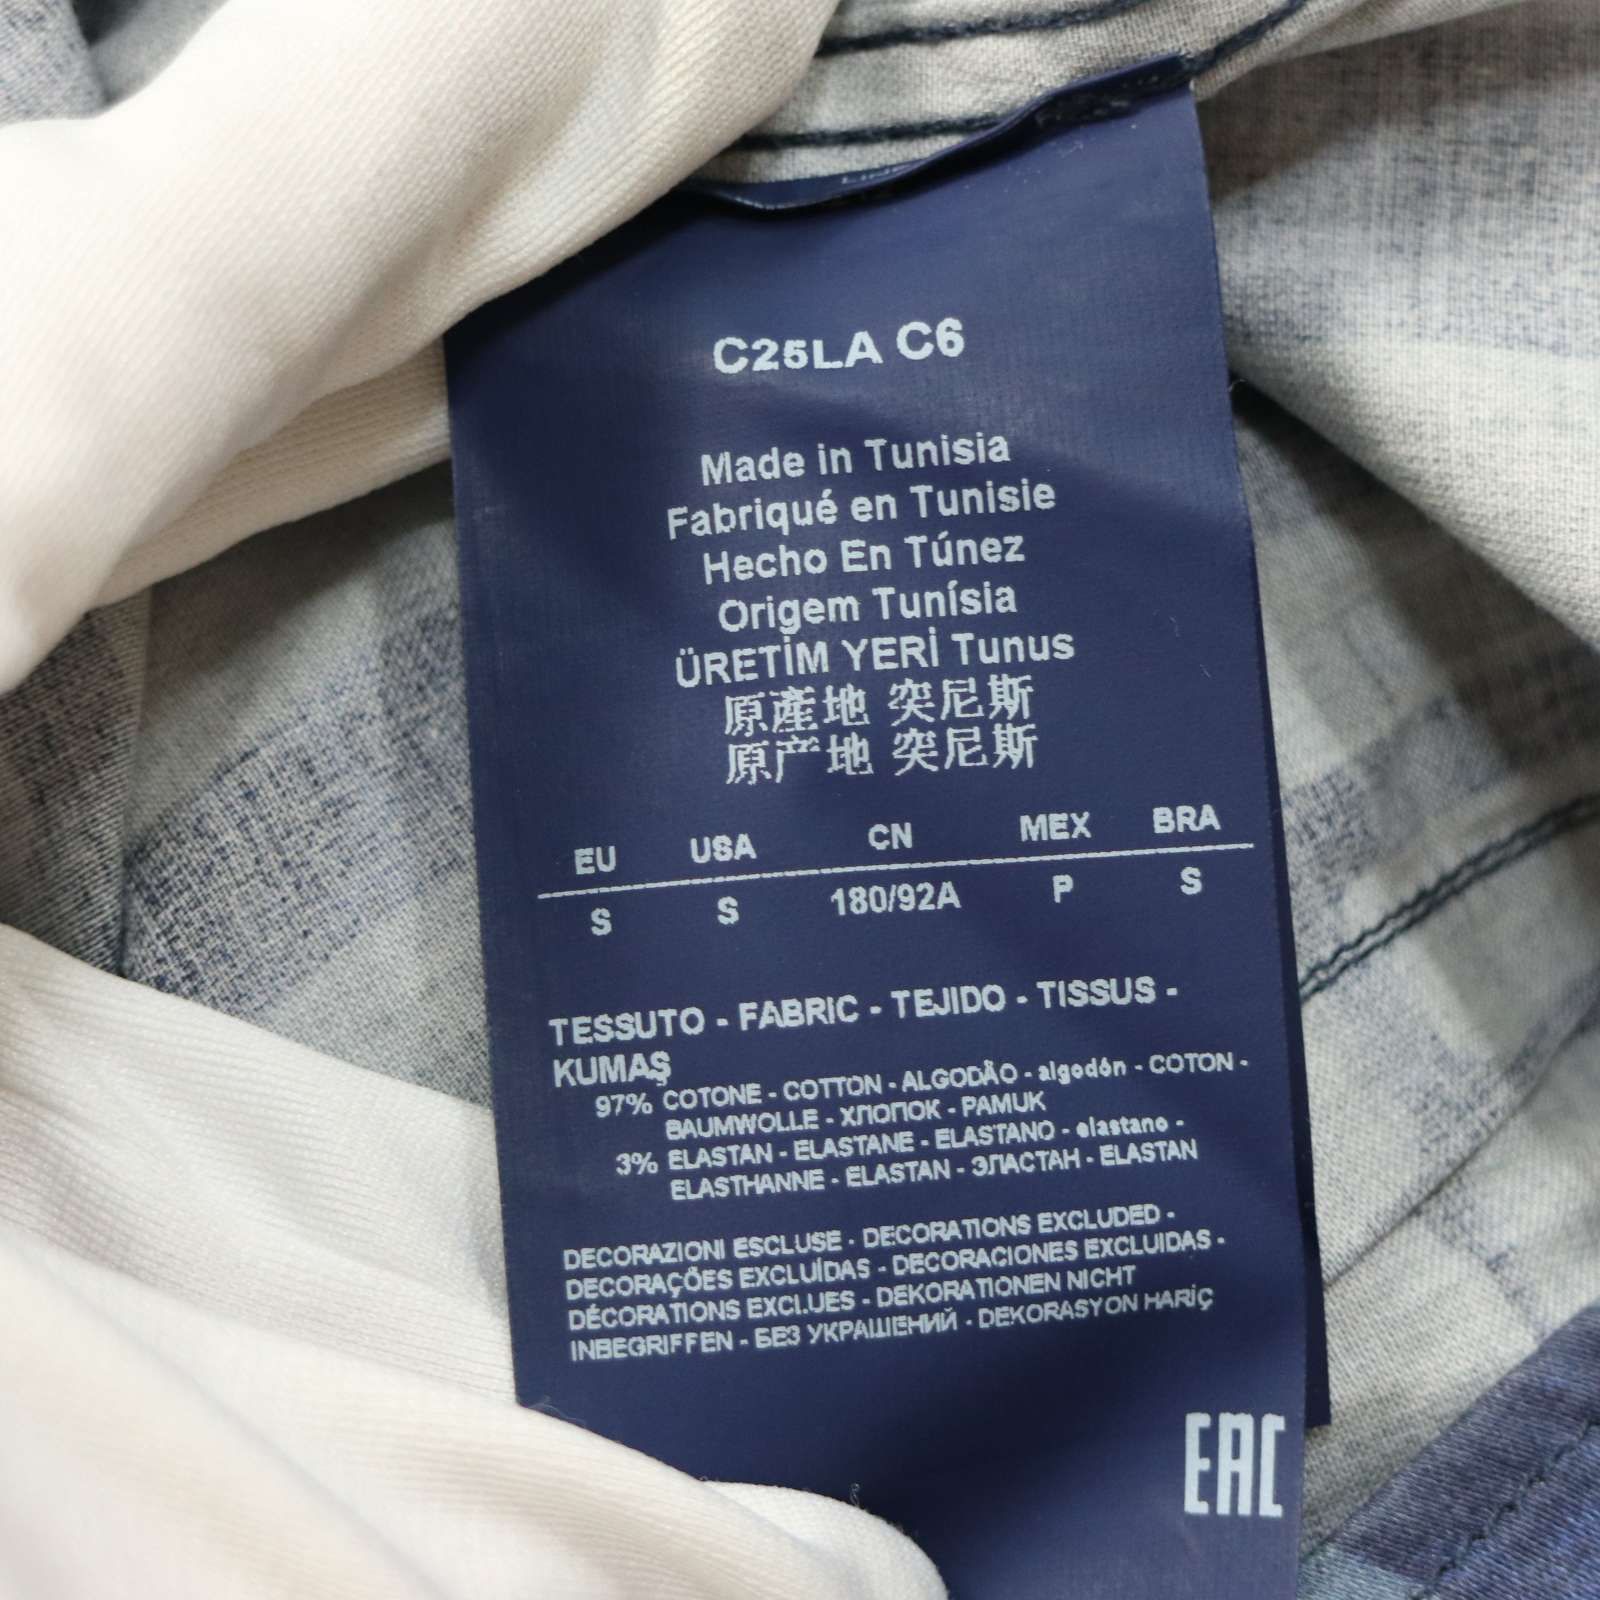 C25LA C6
Made in Tunisia
Fabriqué en Tunisie
Hecho En Túnez
Origem Tunísia
ÜRETİM YERİ Tunus
原產地 突尼斯
原产地 突尼斯
EU USA CN MEX BRA
S S 180/92A P S
TESSUTO - FABRIC - TEJIDO - TISSUS -
KUMAŞ
97% COTONE - COTTON - ALGODÃO - algodón - COTON -
BAUMWOLLE - ХЛОПОК - PAMUK
3% ELASTAN - ELASTANE - ELASTANO - elastano -
ELASTHANNE - ELASTAN - ЭЛАСТАН - ELASTAN
DECORAZIONI ESCLUSE - DECORATIONS EXCLUDED -
DECORAÇÕES EXCLUÍDAS - DECORACIONES EXCLUIDAS -
DÉCORATIONS EXCLUES - DEKORATIONEN NICHT
INBEGRIFFEN - БЕЗ УКРАШЕНИЙ - DEKORASYON HARİÇ
EAC